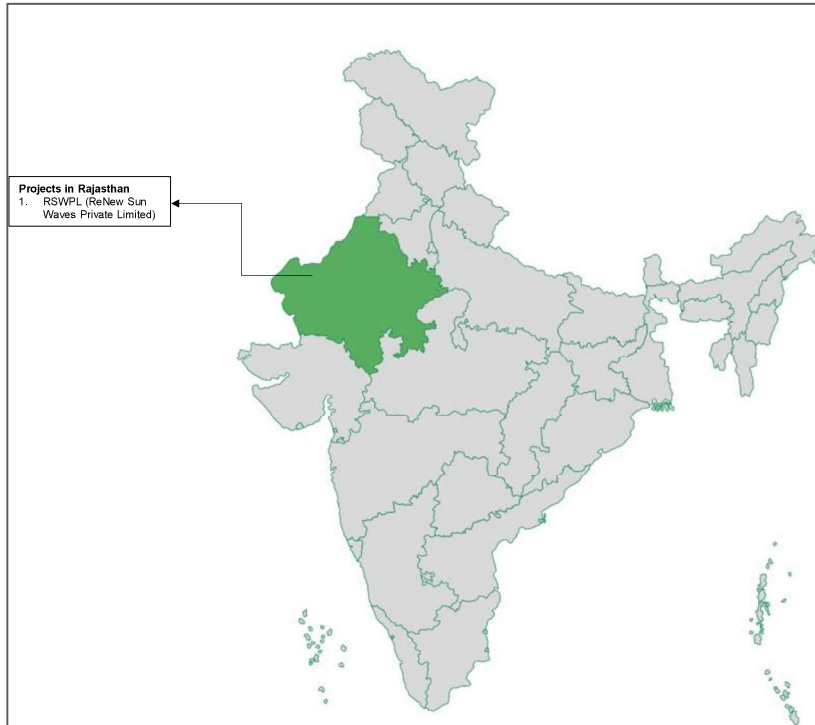 Projects in Rajasthan
1. RSWPL (ReNew Sun
Waves Private Limited)